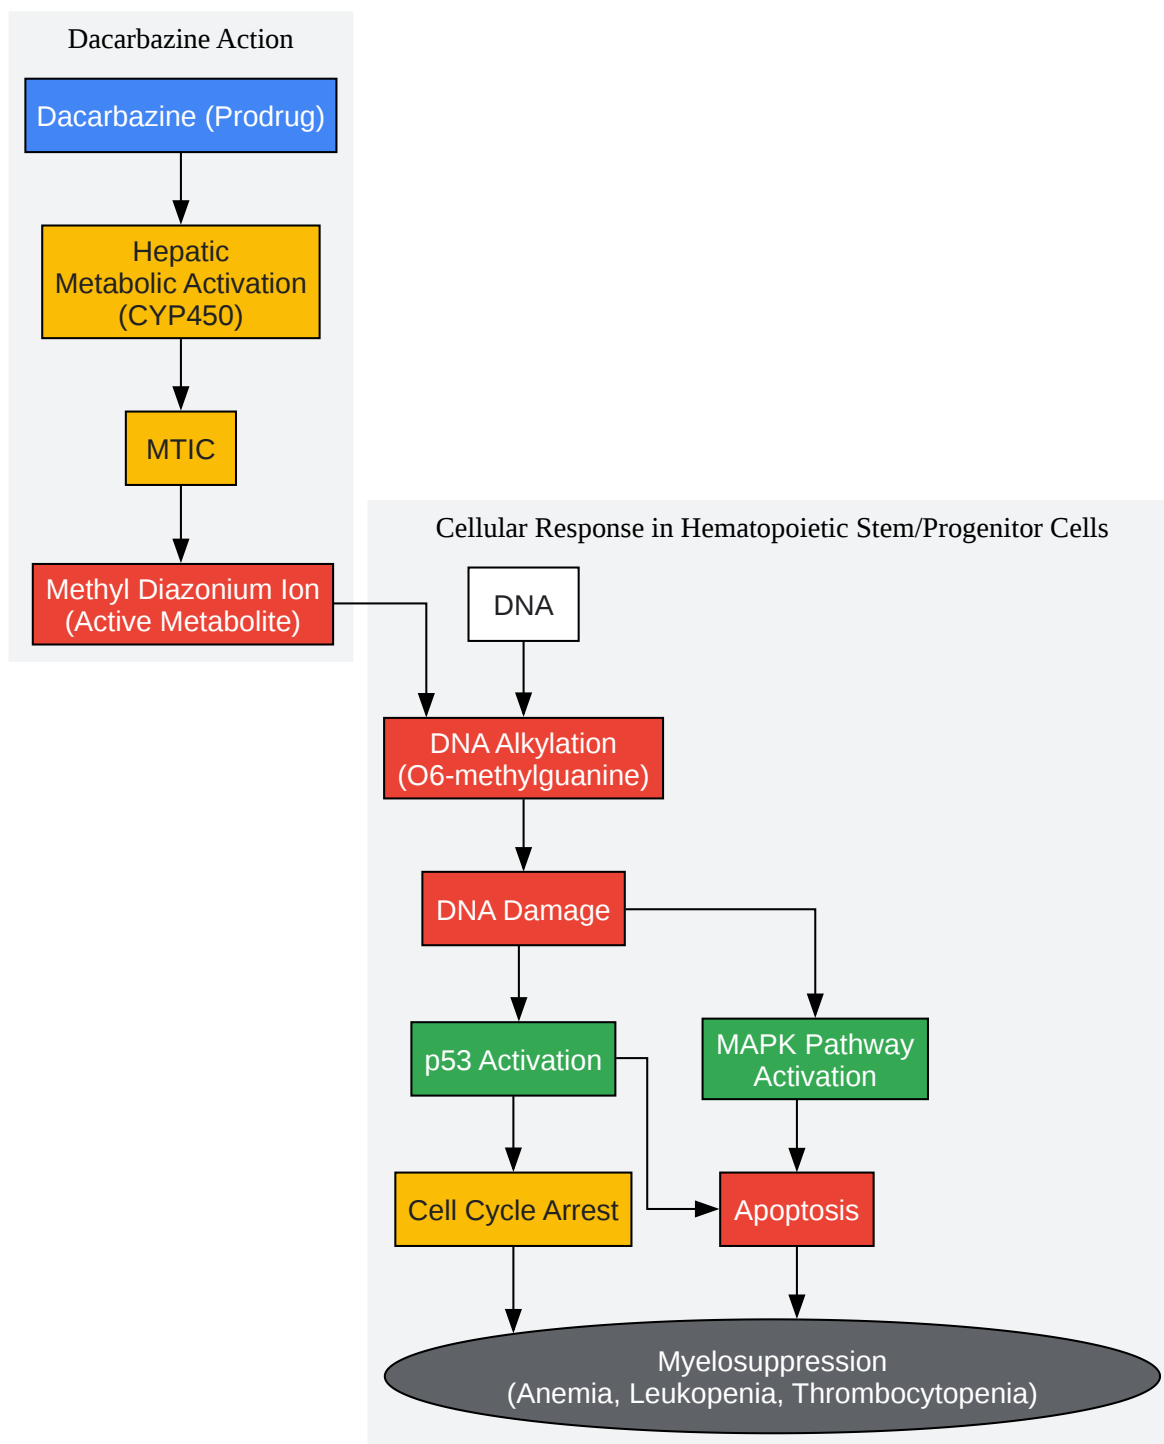 Dacarbazine Action
Dacarbazine (Prodrug)
Hepatic
Metabolic Activation
(CYP450)
MTIC
Methyl Diazonium Ion
(Active Metabolite)
Cellular Response in Hematopoietic Stem/Progenitor Cells
DNA
DNA Alkylation
(O6-methylguanine)
DNA Damage
p53 Activation
MAPK Pathway
Activation
Cell Cycle Arrest
Apoptosis
Myelosuppression
(Anemia, Leukopenia, Thrombocytopenia)